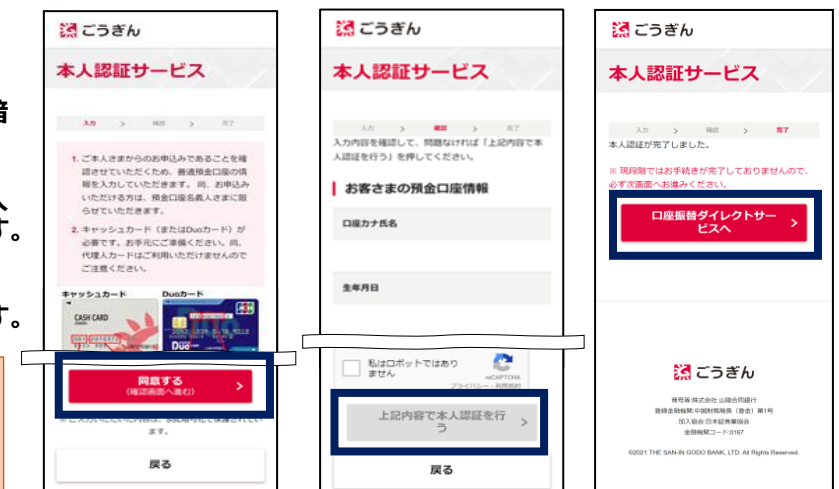 ごうぎん
本人認証サービス
入力 > 確認 > 完了
1. ご本人さまからのお申込みであることを確
認させていただくため、普通預金口座の情
報を入力していただきます。 尚、お申込み
いただける方は、預金口座名義人さまに限
らせていただきます。
2. キャッシュカード（またはDuoカード）が
必要です。お手元にご準備ください。尚、
代理人カードはご利用いただけませんので
ご注意ください。
キャッシュカード Duoカード
CASH CARD
Duo
同意する
（確認画面へ進む）
>
ます。
戻る
ごうぎん
本人認証サービス
入力 > 確認 > 完了
入力内容を確認して、問題なければ「上記内容で本
人認証を行う」を押してください。
お客さまの預金口座情報
口座カナ氏名
生年月日
私はロボットではあり
ません
reCAPTCHA
プライバシー - 利用規約
上記内容で本人認証を行
う
>
戻る
ごうぎん
本人認証サービス
入力 > 確認 > 完了
本人認証が完了しました。
※ 現段階ではお手続きが完了しておりませんので、
必ず次画面へお進みください。
口座振替ダイレクトサー
ビスへ
>
ごうぎん
商号等:株式会社 山陰合同銀行
登録金融機関:中国財務局長（登金）第1号
加入協会:日本証券業協会
金融機関コード:0167
©2021 THE SAN-IN GODO BANK, LTD. All Rights Reserved.
す。
す。